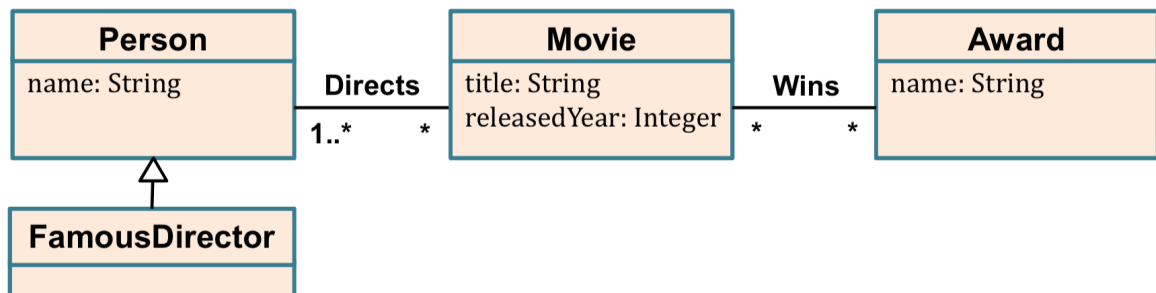 Person
name: String
Directs
1..*
*
Movie
title: String
releasedYear: Integer
Wins
*
*
Award
name: String
FamousDirector